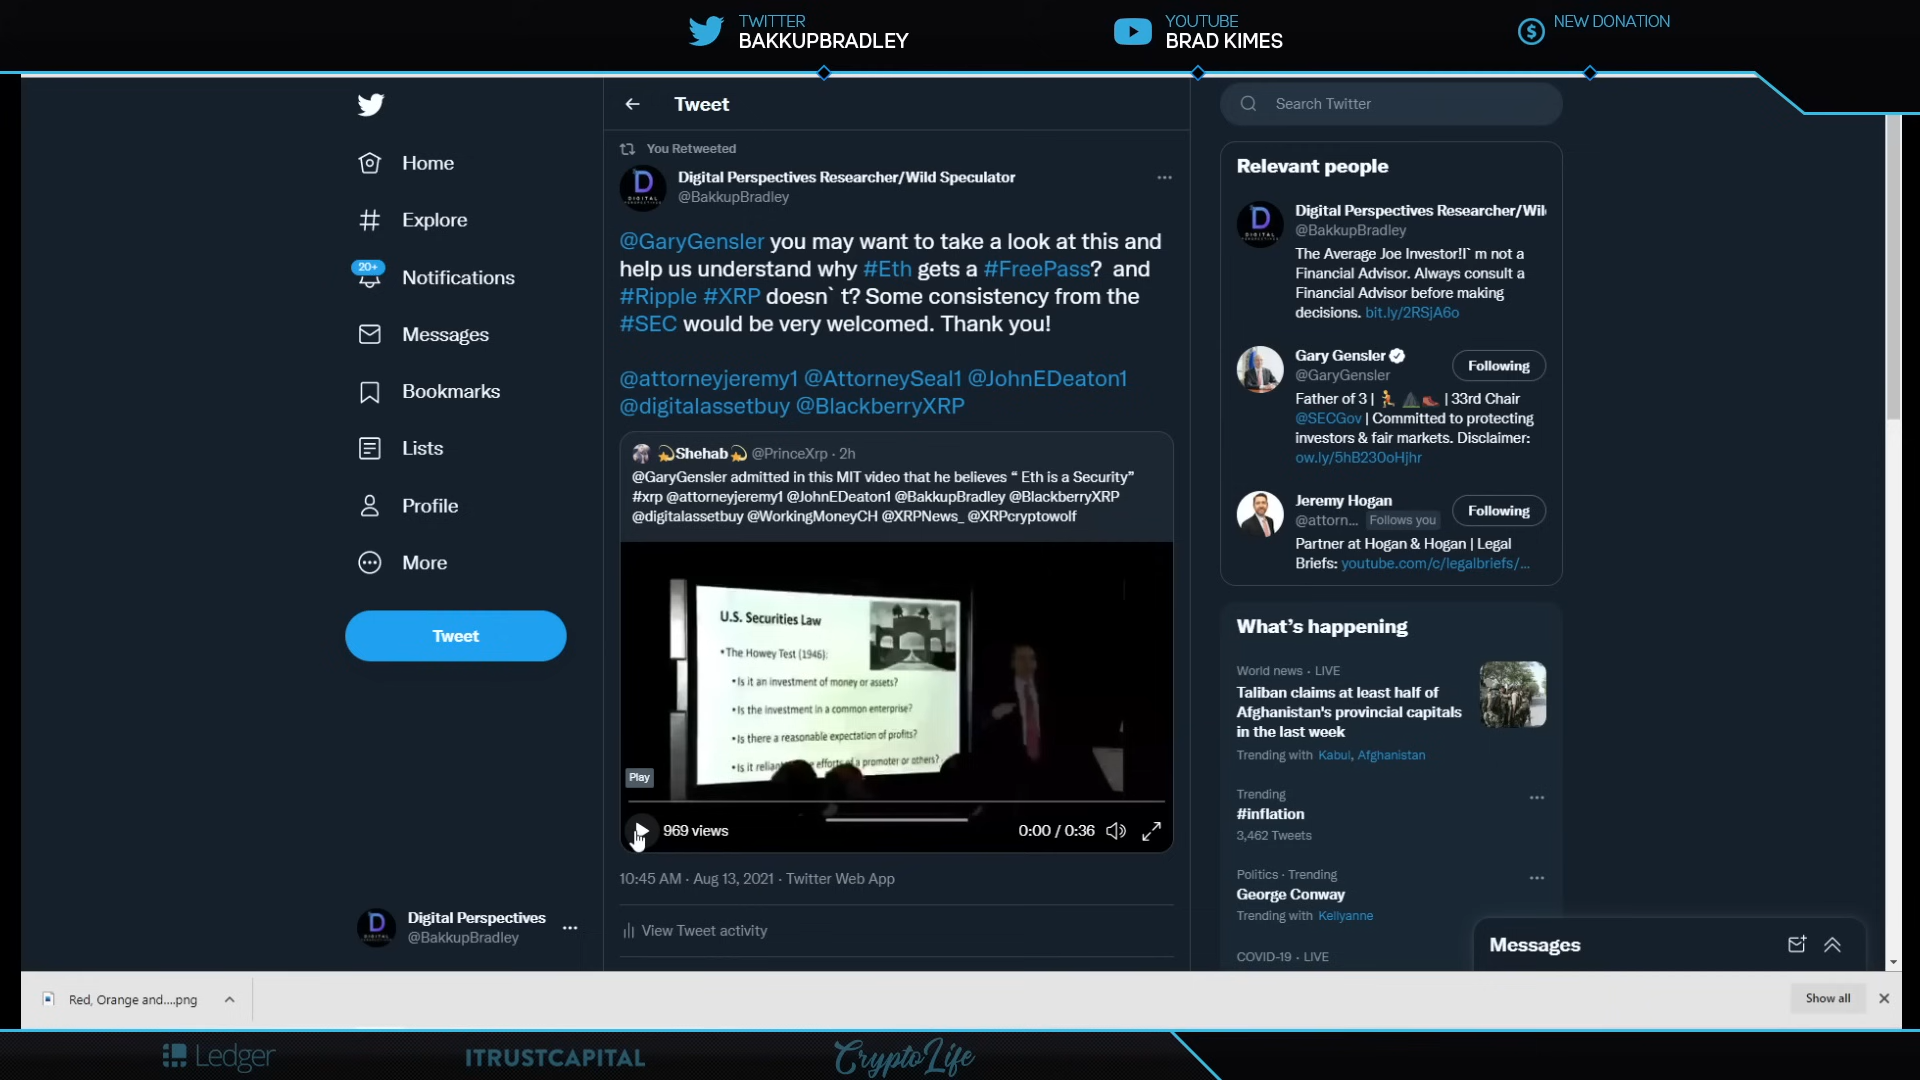 TWITTER
BAKKUPBRADLEY
YOUTUBE
BRAD KIMES
NEW DONATION
Home
Explore
20+
Notifications
Messages
Bookmarks
Lists
Profile
More
Tweet
Digital Perspectives
@BakkupBradley
Tweet
You Retweeted
Digital Perspectives Researcher/Wild Speculator
@BakkupBradley
@GaryGensler you may want to take a look at this and
help us understand why #Eth gets a #FreePass? and
#Ripple #XRP doesn` t? Some consistency from the
#SEC would be very welcomed. Thank you!
@attorneyjeremy1 @AttorneySeal1 @JohnEDeaton1
@digitalassetbuy @BlackberryXRP
Shehab @PrinceXrp · 2h
@GaryGensler admitted in this MIT video that he believes “ Eth is a Security”
#xrp @attorneyjeremy1 @JohnEDeaton1 @BakkupBradley @BlackberryXRP
@digitalassetbuy @WorkingMoneyCH @XRPNews_ @XRPcryptowolf
U.S. Securities Law
•The Howey Test (1946):
•Is it an investment of money or assets?
•Is the investment in a common enterprise?
•Is there a reasonable expectation of profits?
•Is it efforts of a promoter or others?
Play
969 views
0:00 / 0:36
10:45 AM · Aug 13, 2021 · Twitter Web App
View Tweet activity
Search Twitter
Relevant people
Digital Perspectives Researcher/Wil
@BakkupBradley
The Average Joe Investor!I` m not a
Financial Advisor. Always consult a
Financial Advisor before making
decisions. bit.ly/2RSjA6o
Gary Gensler
@GaryGensler
Following
Father of 3 | | 33rd Chair
@SECGov | Committed to protecting
investors & fair markets. Disclaimer:
ow.ly/5hB230oHjhr
Jeremy Hogan
@attorn... Follows you
Following
Partner at Hogan & Hogan | Legal
Briefs: youtube.com/c/legalbriefs/...
What’s happening
World news · LIVE
Taliban claims at least half of
Afghanistan's provincial capitals
in the last week
Trending with Kabul, Afghanistan
Trending
#inflation
3,462 Tweets
Politics · Trending
George Conway
Trending with Kellyanne
COVID-19 · LIVE
Messages
Red, Orange and....png
Show all
Ledger
ITRUSTCAPITAL
CryptoLife